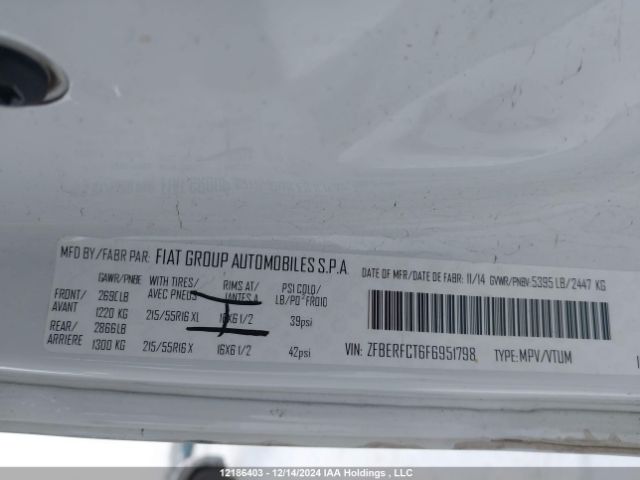 MFD BY/FABR PAR: FIAT GROUP AUTOMOBILES S.P.A.
DATE OF MFR/DATE DE FABR: 11/14 GVWR/PNBV: 5395 LB/2447 KG
GAWR/PNBE WITH TIRES/ AVEC PNEUS RIMS AT/ JANTES A PSI COLD/ LB/PO² FROID
FRONT/ AVANT 269 LB 1220 KG 215/55R16 XL 16X6 1/2 39psi
REAR/ ARRIERE 2866LB 1300 KG 215/55R16 X 16X6 1/2 42psi
VIN: ZFBERFCT6F6951798 TYPE: MPV/VTUM
12186403 - 12/14/2024 IAA Holdings, LLC